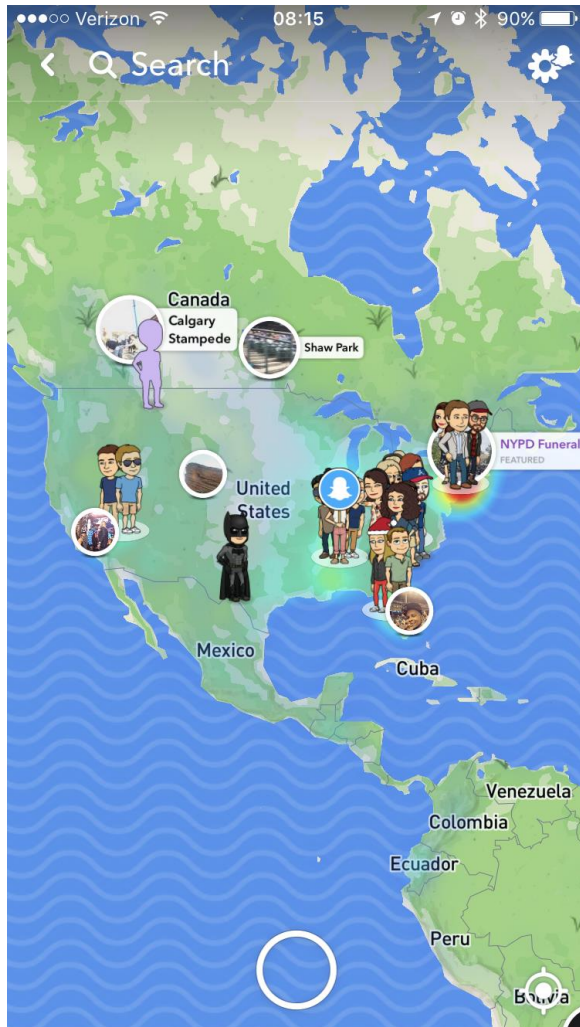 Verizon 08:15 90%
Search
Canada
Calgary
Stampede
Shaw Park
NYPD Funeral
FEATURED
United
States
Mexico
Cuba
Venezuela
Colombia
Ecuador
Peru
Bolivia